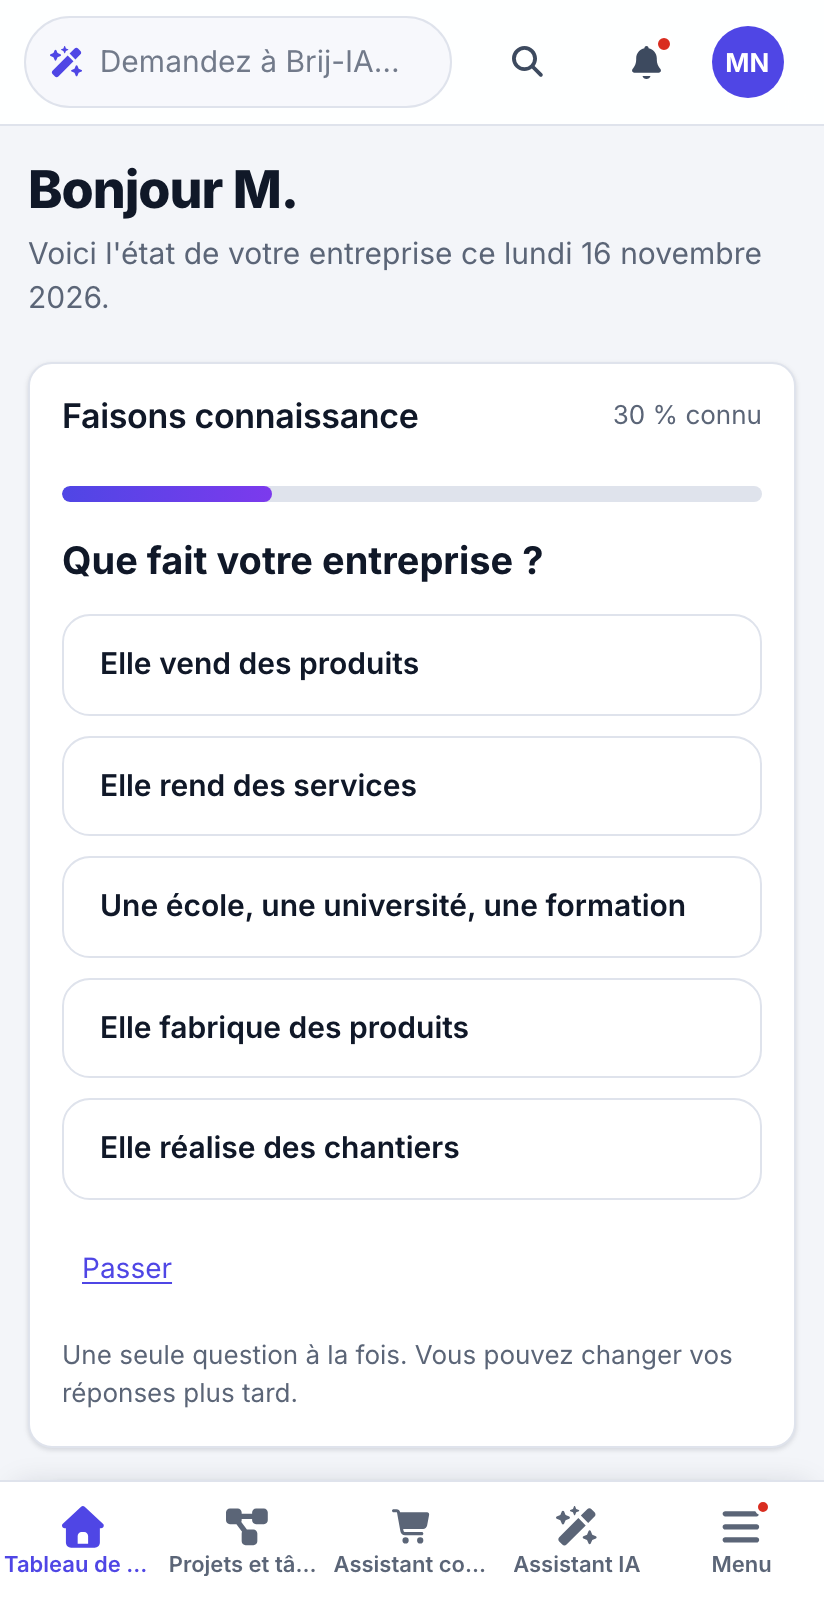 Demandez à Brij-IA...
MN
Bonjour M.
Voici l'état de votre entreprise ce lundi 16 novembre
2026.
Faisons connaissance
30 % connu
Que fait votre entreprise ?
Elle vend des produits
Elle rend des services
Une école, une université, une formation
Elle fabrique des produits
Elle réalise des chantiers
Passer
Une seule question à la fois. Vous pouvez changer vos
réponses plus tard.
Tableau de ...
Projets et tâ...
Assistant co...
Assistant IA
Menu